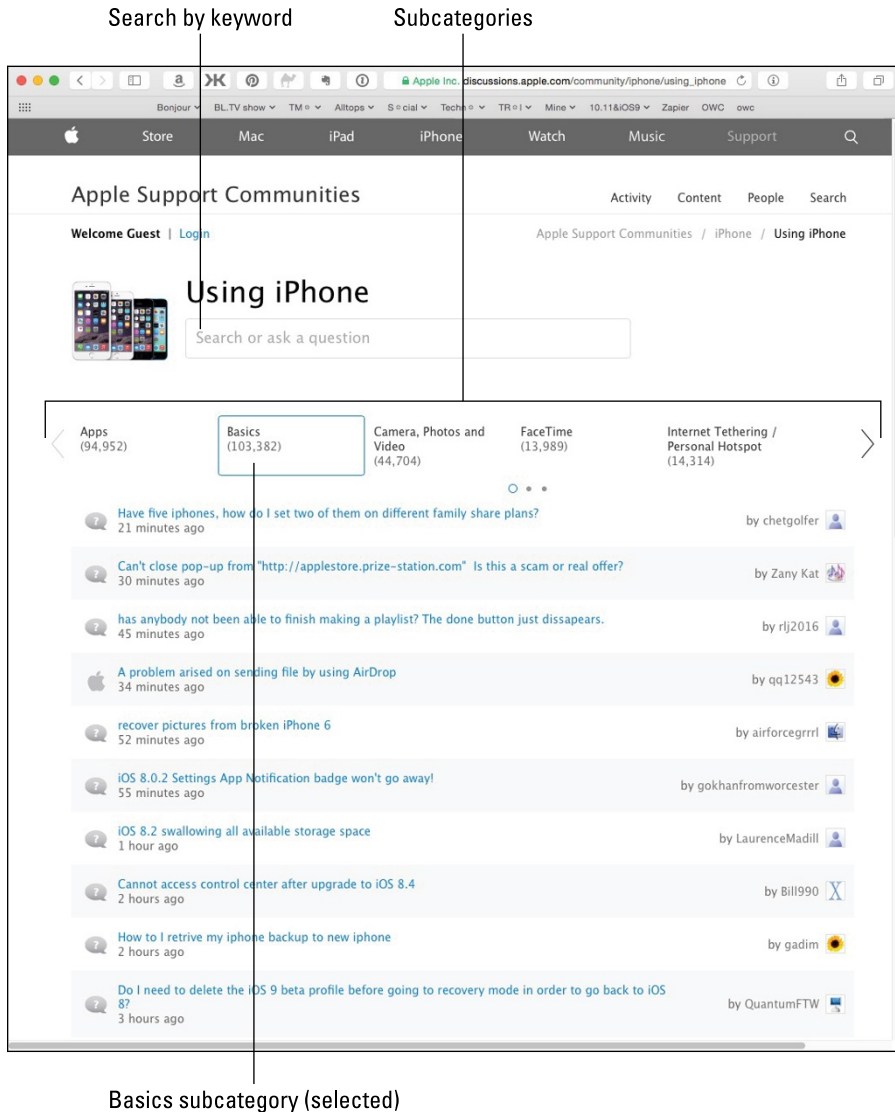 Search by keyword
Subcategories
Apple Inc. discussions.apple.com/community/iphone/using_iphone
Bonjour BL.TV show TM Alltops Social Techno TRol Mine 10.11&iOS9 Zapier OWC owc
Store Mac iPad iPhone Watch Music Support
Apple Support Communities
Activity Content People Search
Welcome Guest | Login
Apple Support Communities / iPhone / Using iPhone
Using iPhone
Search or ask a question
Apps
(94,952)
Basics
(103,382)
Camera, Photos and
Video
(44,704)
FaceTime
(13,989)
Internet Tethering /
Personal Hotspot
(14,314)
Have five iphones, how do I set two of them on different family share plans?
21 minutes ago
by chetgolfer
Can't close pop-up from "http://applestore.prize-station.com" Is this a scam or real offer?
30 minutes ago
by Zany Kat
has anybody not been able to finish making a playlist? The done button just dissapears.
45 minutes ago
by rlj2016
A problem arised on sending file by using AirDrop
34 minutes ago
by qq12543
recover pictures from broken iPhone 6
52 minutes ago
by airforcegrrrl
iOS 8.0.2 Settings App Notification badge won't go away!
55 minutes ago
by gokhanfromworcester
iOS 8.2 swallowing all available storage space
1 hour ago
by LaurenceMadill
Cannot access control center after upgrade to iOS 8.4
2 hours ago
by Bill990
How to I retrive my iphone backup to new iphone
2 hours ago
by gadim
Do I need to delete the iOS 9 beta profile before going to recovery mode in order to go back to iOS
8?
3 hours ago
by QuantumFTW
Basics subcategory (selected)